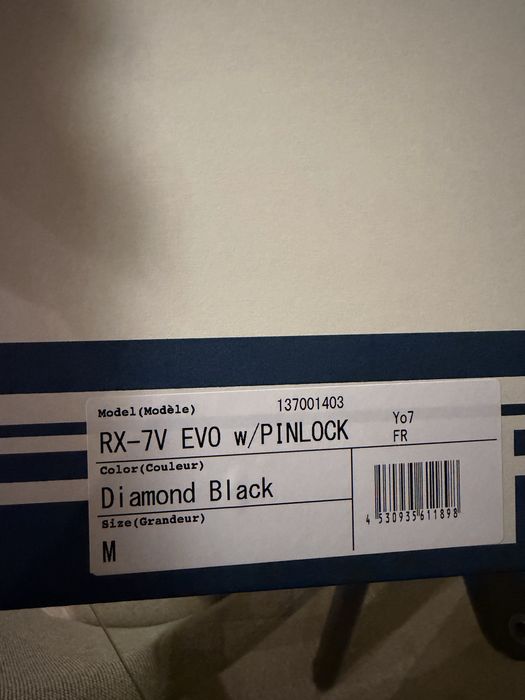 Model(Modèle) 137001403
RX-7V EVO w/PINLOCK
Yo7
FR
Color(Couleur)
Diamond Black
Size(Grandeur)
M
4 530935 611898